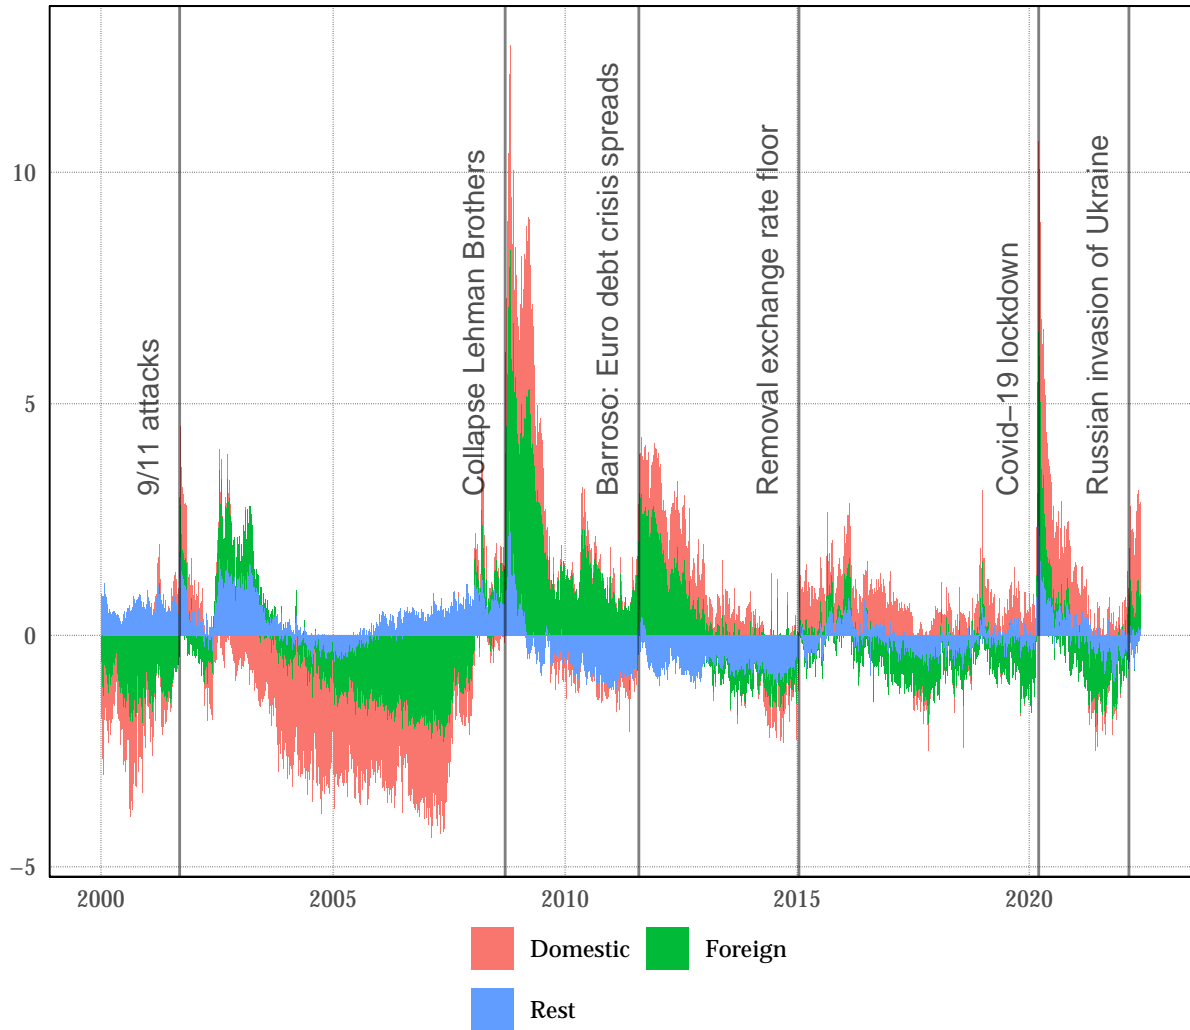 10
5
0
−5
9/11 attacks
Collapse Lehman Brothers
Barroso: Euro debt crisis spreads
Removal exchange rate floor
Covid−19 lockdown
Russian invasion of Ukraine
2000
2005
2010
2015
2020
Domestic
Foreign
Rest